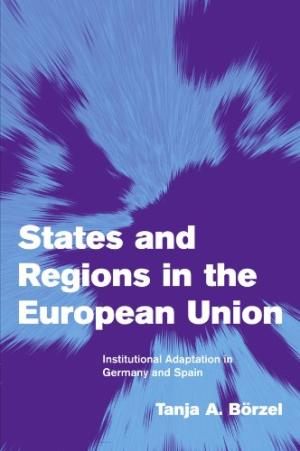 States and
Regions in the
European Union
Institutional Adaptation in
Germany and Spain
Tanja A. Börzel